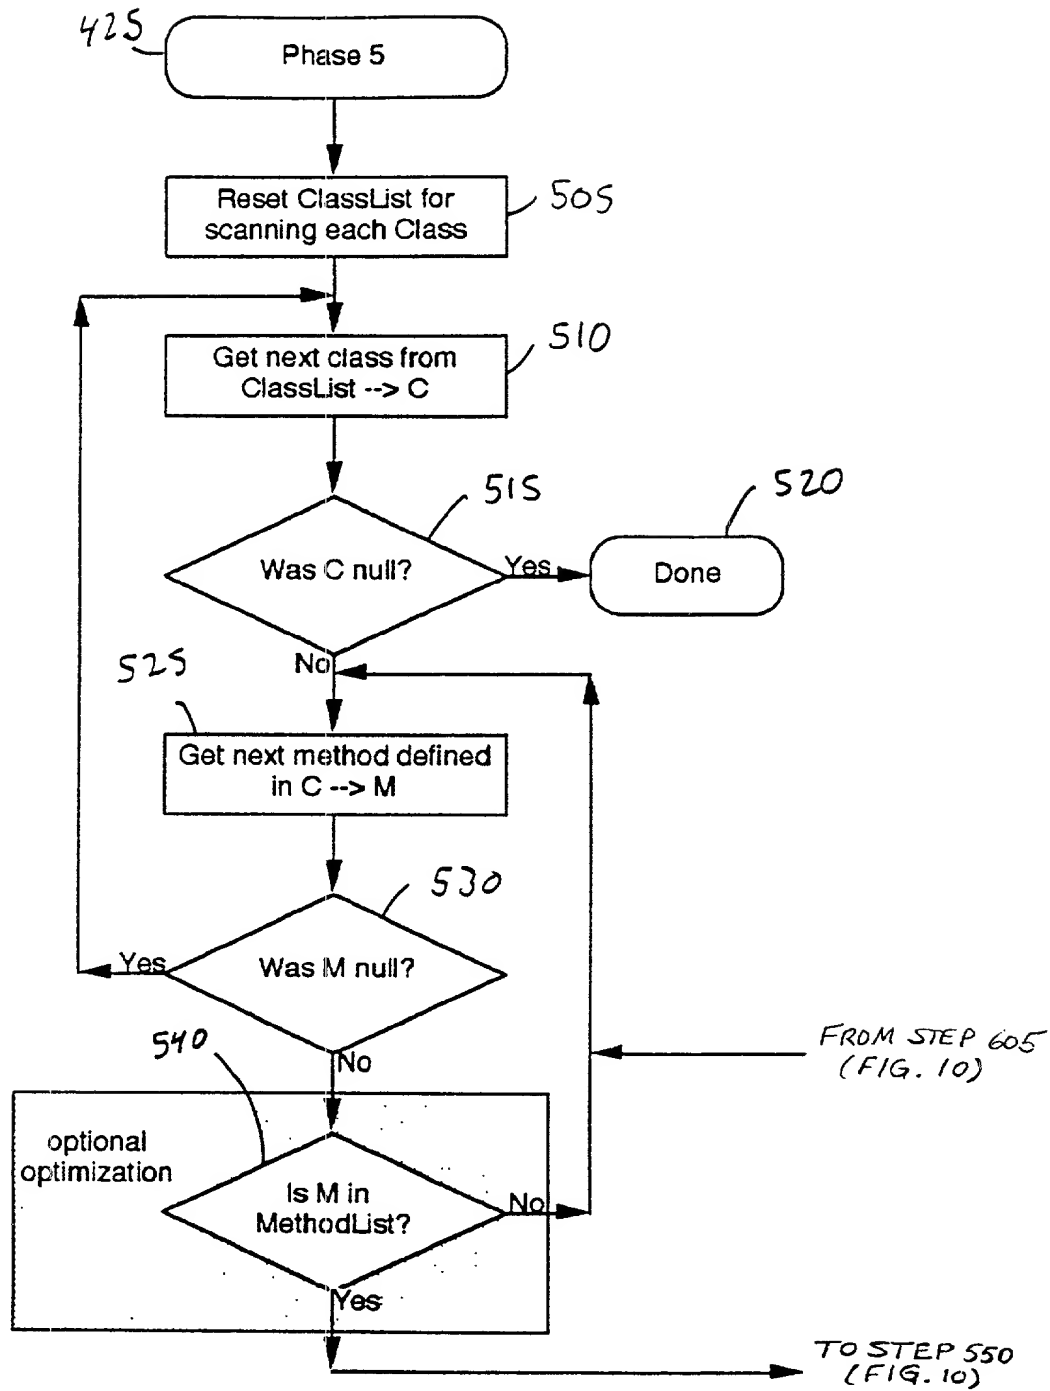 425
Phase 5
Reset ClassList for
scanning each Class
505
Get next class from
ClassList --> C
510
515
Was C null?
Yes
520
Done
No
525
Get next method defined
in C --> M
530
Was M null?
Yes
No
540
FROM STEP 605
(FIG. 10)
optional
optimization
Is M in
MethodList?
No
Yes
TO STEP 550
(FIG. 10)